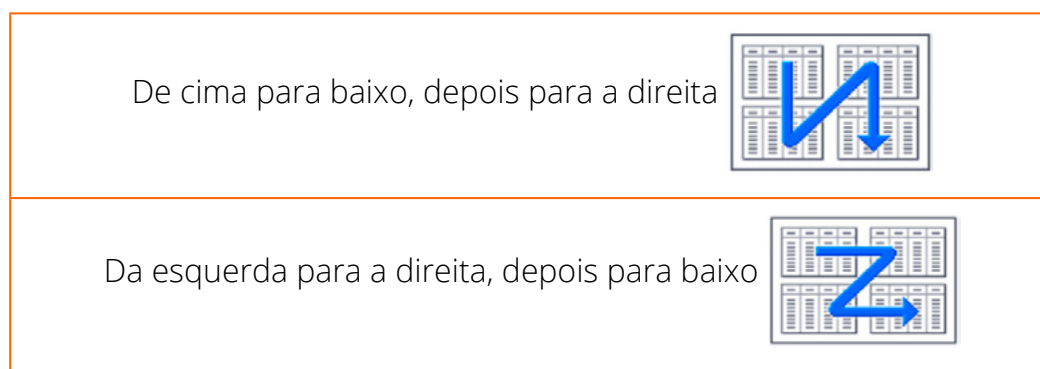 De cima para baixo, depois para a direita
Da esquerda para a direita, depois para baixo